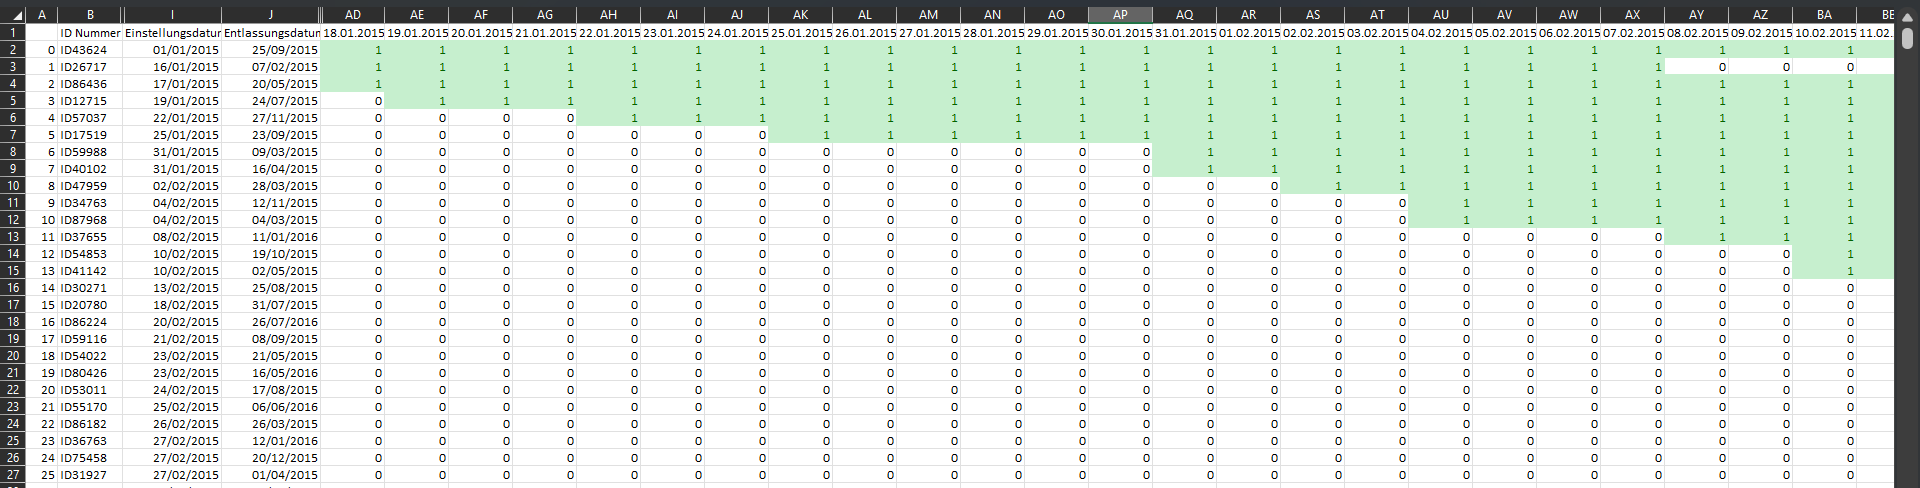 A B I J AD AE AF AG AH AI AJ AK AL AM AN AO AP AQ AR AS AT AU AV AW AX AY AZ BA BE
1 ID Nummer Einstellungsdatur Entlassungsdatun 18.01.2015 19.01.2015 20.01.2015 21.01.2015 22.01.2015 23.01.2015 24.01.2015 25.01.2015 26.01.2015 27.01.2015 28.01.2015 29.01.2015 30.01.2015 31.01.2015 01.02.2015 02.02.2015 03.02.2015 04.02.2015 05.02.2015 06.02.2015 07.02.2015 08.02.2015 09.02.2015 10.02.2015 11.02.
2 0 ID43624 01/01/2015 25/09/2015 1 1 1 1 1 1 1 1 1 1 1 1 1 1 1 1 1 1 1 1 1 1 1 1
3 1 ID26717 16/01/2015 07/02/2015 1 1 1 1 1 1 1 1 1 1 1 1 1 1 1 1 1 1 1 1 1 0 0 0
4 2 ID86436 17/01/2015 20/05/2015 1 1 1 1 1 1 1 1 1 1 1 1 1 1 1 1 1 1 1 1 1 1 1 1
5 3 ID12715 19/01/2015 24/07/2015 0 1 1 1 1 1 1 1 1 1 1 1 1 1 1 1 1 1 1 1 1 1 1 1
6 4 ID57037 22/01/2015 27/11/2015 0 0 0 0 1 1 1 1 1 1 1 1 1 1 1 1 1 1 1 1 1 1 1 1
7 5 ID17519 25/01/2015 23/09/2015 0 0 0 0 0 0 0 1 1 1 1 1 1 1 1 1 1 1 1 1 1 1 1 1
8 6 ID59988 31/01/2015 09/03/2015 0 0 0 0 0 0 0 0 0 0 0 0 0 1 1 1 1 1 1 1 1 1 1 1
9 7 ID40102 31/01/2015 16/04/2015 0 0 0 0 0 0 0 0 0 0 0 0 0 1 1 1 1 1 1 1 1 1 1 1
10 8 ID47959 02/02/2015 28/03/2015 0 0 0 0 0 0 0 0 0 0 0 0 0 0 0 1 1 1 1 1 1 1 1 1
11 9 ID34763 04/02/2015 12/11/2015 0 0 0 0 0 0 0 0 0 0 0 0 0 0 0 0 0 1 1 1 1 1 1 1
12 10 ID87968 04/02/2015 04/03/2015 0 0 0 0 0 0 0 0 0 0 0 0 0 0 0 0 0 1 1 1 1 1 1 1
13 11 ID37655 08/02/2015 11/01/2016 0 0 0 0 0 0 0 0 0 0 0 0 0 0 0 0 0 0 0 0 0 1 1 1
14 12 ID54853 10/02/2015 19/10/2015 0 0 0 0 0 0 0 0 0 0 0 0 0 0 0 0 0 0 0 0 0 0 0 1
15 13 ID41142 10/02/2015 02/05/2015 0 0 0 0 0 0 0 0 0 0 0 0 0 0 0 0 0 0 0 0 0 0 0 1
16 14 ID30271 13/02/2015 25/08/2015 0 0 0 0 0 0 0 0 0 0 0 0 0 0 0 0 0 0 0 0 0 0 0 0
17 15 ID20780 18/02/2015 31/07/2015 0 0 0 0 0 0 0 0 0 0 0 0 0 0 0 0 0 0 0 0 0 0 0 0
18 16 ID86224 20/02/2015 26/07/2016 0 0 0 0 0 0 0 0 0 0 0 0 0 0 0 0 0 0 0 0 0 0 0 0
19 17 ID59116 21/02/2015 08/09/2015 0 0 0 0 0 0 0 0 0 0 0 0 0 0 0 0 0 0 0 0 0 0 0 0
20 18 ID54022 23/02/2015 21/05/2015 0 0 0 0 0 0 0 0 0 0 0 0 0 0 0 0 0 0 0 0 0 0 0 0
21 19 ID80426 23/02/2015 16/05/2016 0 0 0 0 0 0 0 0 0 0 0 0 0 0 0 0 0 0 0 0 0 0 0 0
22 20 ID53011 24/02/2015 17/08/2015 0 0 0 0 0 0 0 0 0 0 0 0 0 0 0 0 0 0 0 0 0 0 0 0
23 21 ID55170 25/02/2015 06/06/2016 0 0 0 0 0 0 0 0 0 0 0 0 0 0 0 0 0 0 0 0 0 0 0 0
24 22 ID86182 26/02/2015 26/03/2015 0 0 0 0 0 0 0 0 0 0 0 0 0 0 0 0 0 0 0 0 0 0 0 0
25 23 ID36763 27/02/2015 12/01/2016 0 0 0 0 0 0 0 0 0 0 0 0 0 0 0 0 0 0 0 0 0 0 0 0
26 24 ID75458 27/02/2015 20/12/2015 0 0 0 0 0 0 0 0 0 0 0 0 0 0 0 0 0 0 0 0 0 0 0 0
27 25 ID31927 27/02/2015 01/04/2015 0 0 0 0 0 0 0 0 0 0 0 0 0 0 0 0 0 0 0 0 0 0 0 0